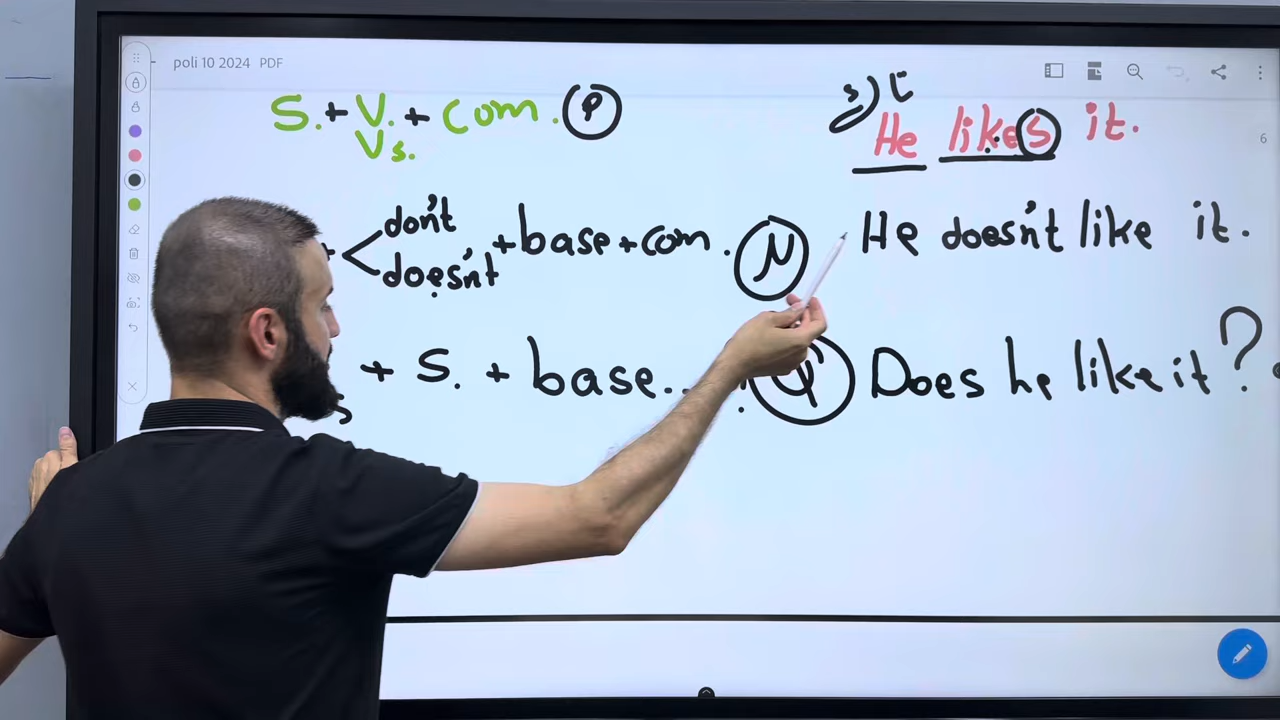 poli 10 2024 PDF
S. + V. + com. P
Vs.
He likes it.
6
don't
+ < + base + com. N
doesn't
He doesn't like it.
+ S. + base... Q
s
Does he like it?